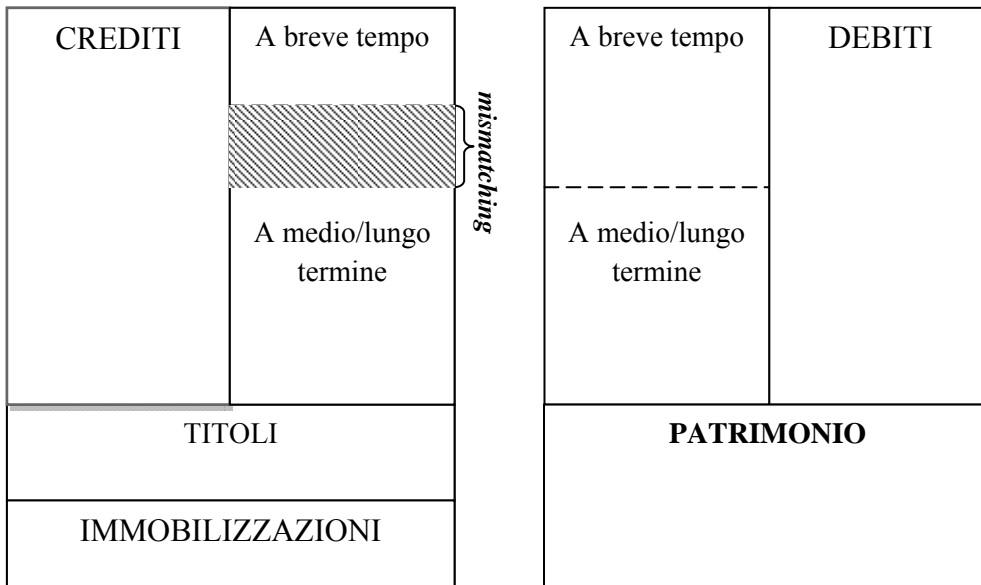 CREDITI
A breve tempo
mismatching
A medio/lungo
termine
TITOLI
IMMOBILIZZAZIONI
A breve tempo
DEBITI
A medio/lungo
termine
PATRIMONIO